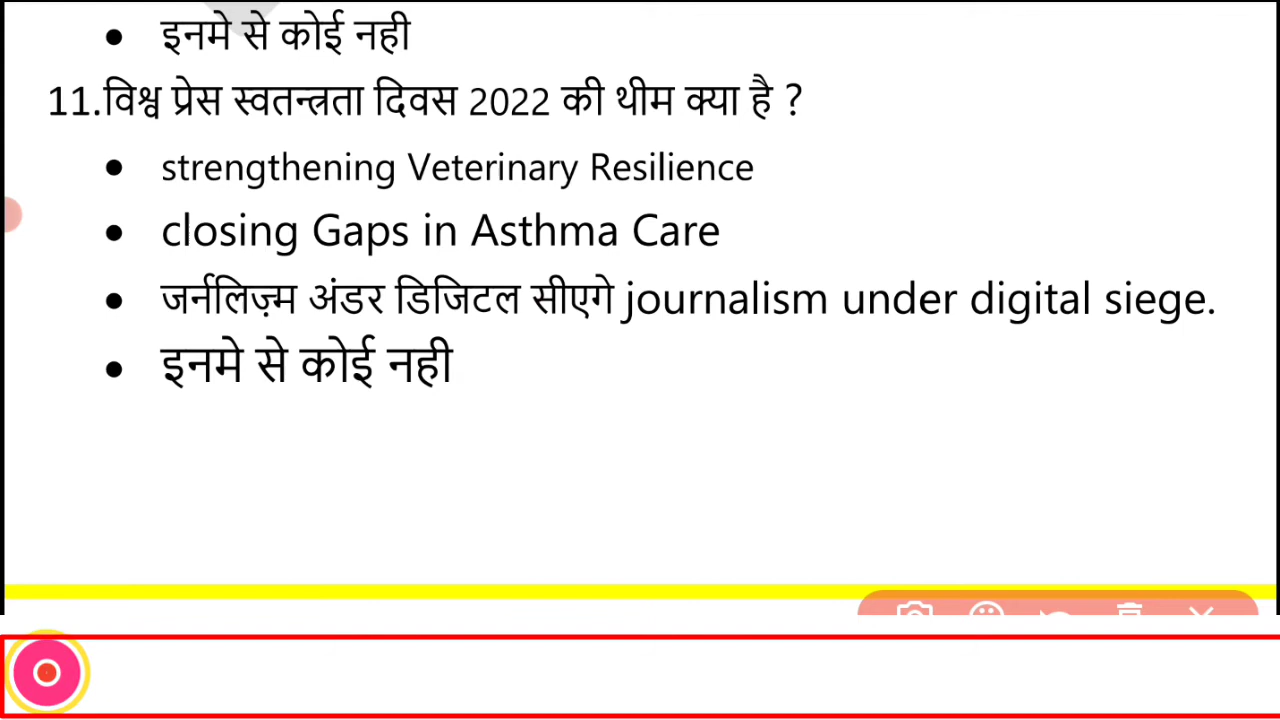 • इनमे से कोई नही
11.विश्व प्रेस स्वतन्त्रता दिवस 2022 की थीम क्या है ?
• strengthening Veterinary Resilience
• closing Gaps in Asthma Care
• जर्नलिज़्म अंडर डिजिटल सीएगे journalism under digital siege.
• इनमे से कोई नही